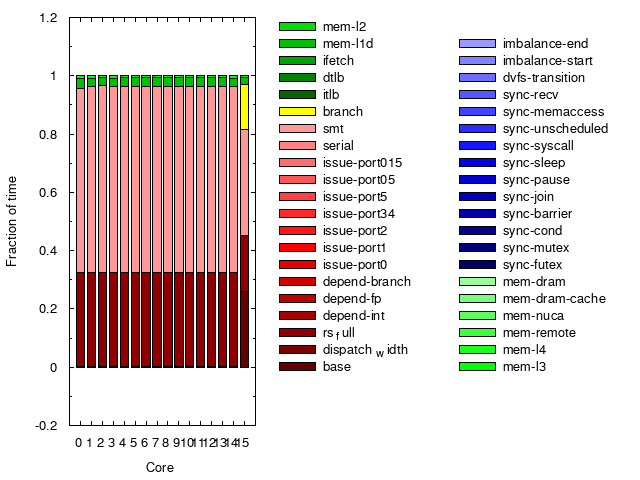 1.2
1
0.8
0.6
0.4
0.2
0
-0.2
Fraction of time
0 1 2 3 4 5 6 7 8 9 10 11 12 13 14 15
Core
mem-l2
mem-l1d
ifetch
dtlb
itlb
branch
smt
serial
issue-port015
issue-port05
issue-port5
issue-port34
issue-port2
issue-port1
issue-port0
depend-branch
depend-fp
depend-int
rs f ull
dispatch w idth
base
imbalance-end
imbalance-start
dvfs-transition
sync-recv
sync-memaccess
sync-unscheduled
sync-syscall
sync-sleep
sync-pause
sync-join
sync-barrier
sync-cond
sync-mutex
sync-futex
mem-dram
mem-dram-cache
mem-nuca
mem-remote
mem-l4
mem-l3